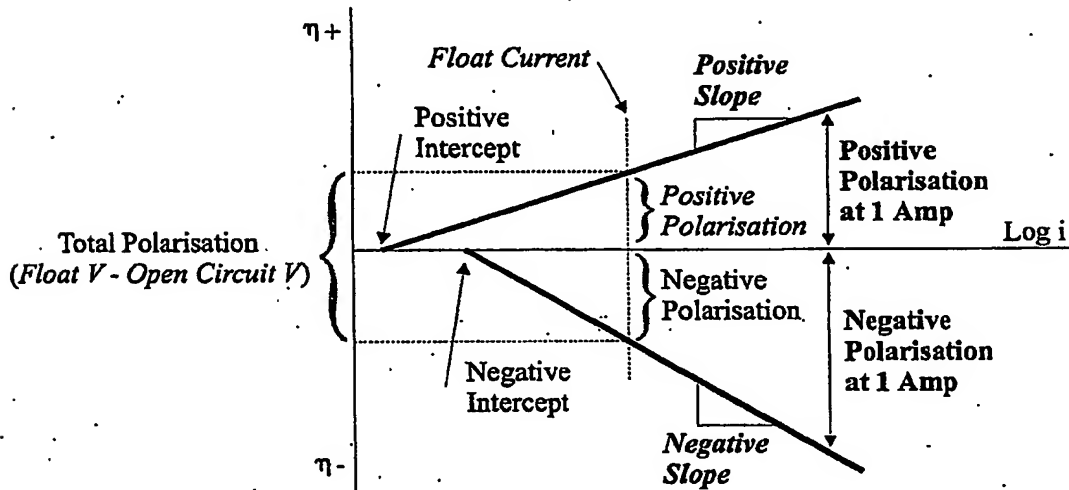 η+
Float Current
Positive
Slope
Positive
Intercept
Positive
Polarisation
at 1 Amp
Positive
Polarisation
Log i
Total Polarisation
(Float V - Open Circuit V)
Negative
Polarisation
Negative
Polarisation
at 1 Amp
Negative
Intercept
Negative
Slope
η-